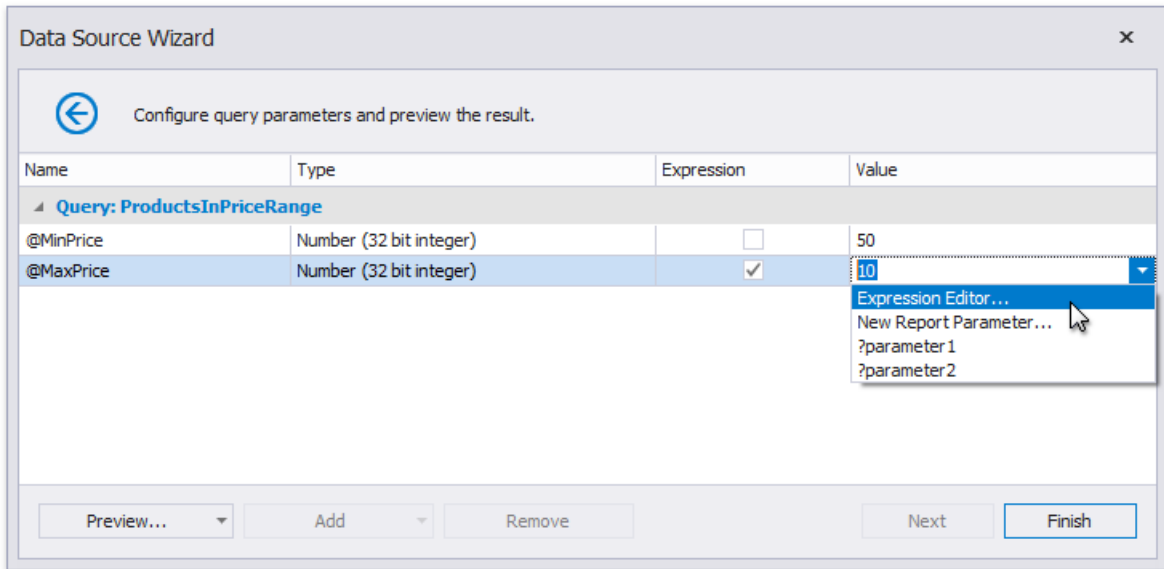 Data Source Wizard
Configure query parameters and preview the result.
Name Type Expression Value
Query: ProductsInPriceRange
@MinPrice Number (32 bit integer) 50
@MaxPrice Number (32 bit integer) 10
Expression Editor...
New Report Parameter...
?parameter1
?parameter2
Preview... Add Remove Next Finish